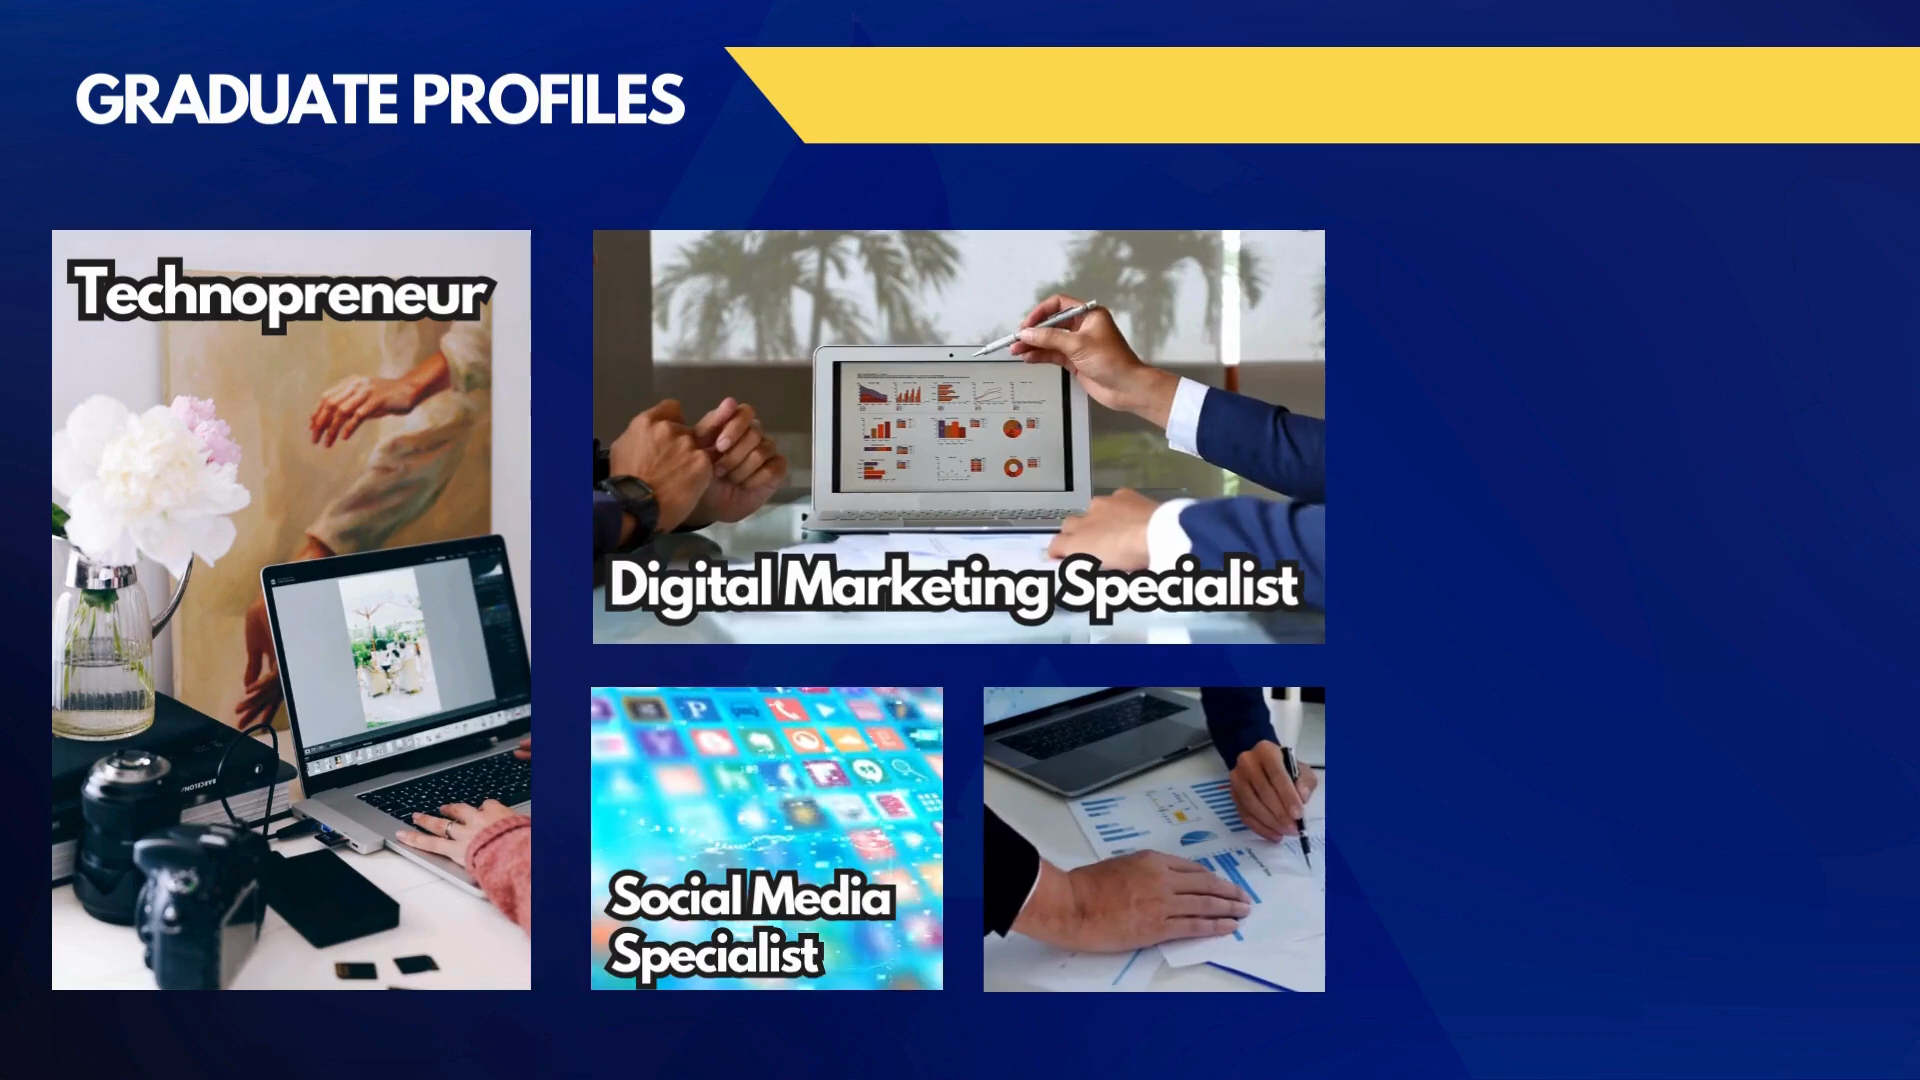 GRADUATE PROFILES
Technopreneur
Digital Marketing Specialist
Social Media
Specialist